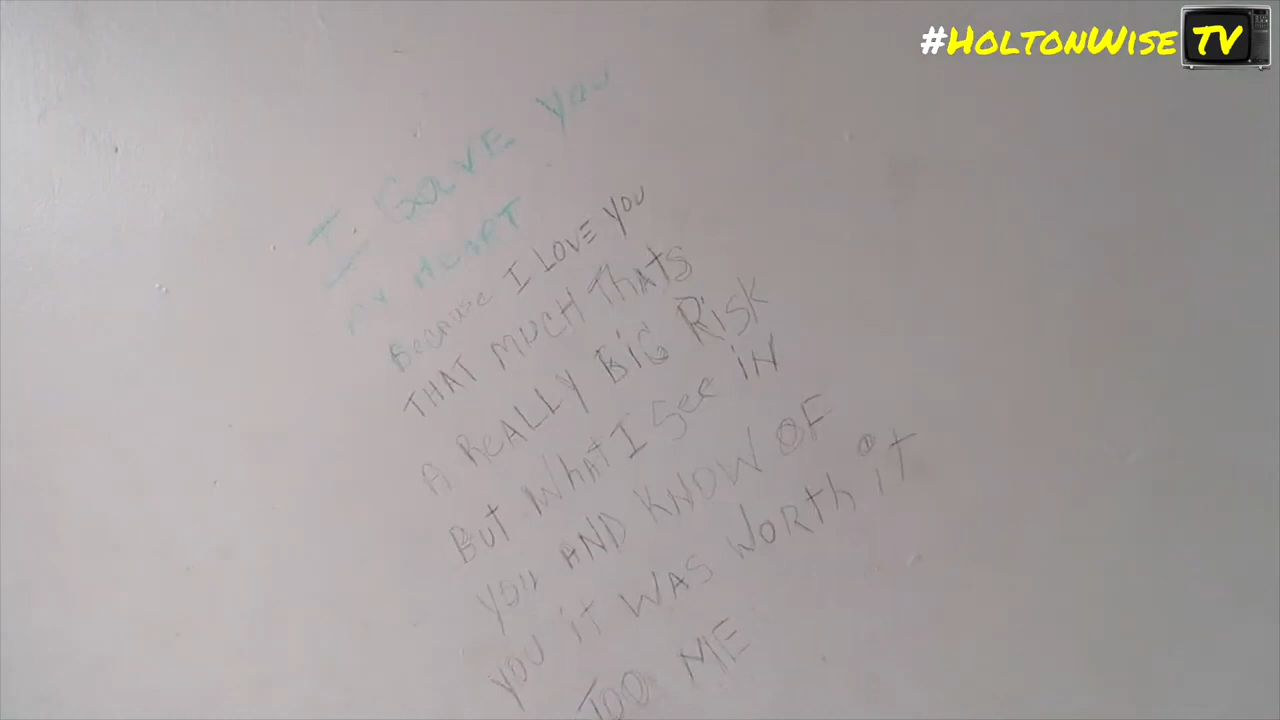 #HoltonWise TV
I Gave You
My Heart
Because I Love You
THAT MUCH Thats
A ReALLY BiG Risk
But What I See iN
you AND KNOW OF
you iT WAS Worth it
TOO ME